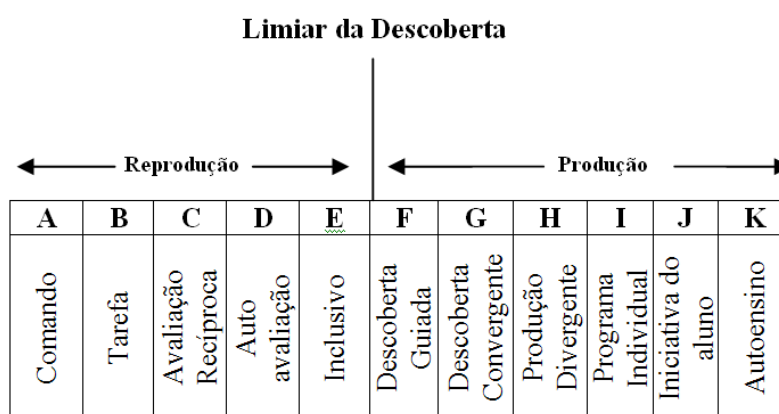 Limiar da Descoberta
Reprodução
Produção
A B C D E F G H I J K
Comando
Tarefa
Avaliação
Recíproca
Auto
avaliação
Inclusivo
Descoberta
Guiada
Descoberta
Convergente
Produção
Divergente
Programa
Individual
Iniciativa do
aluno
Autoensino